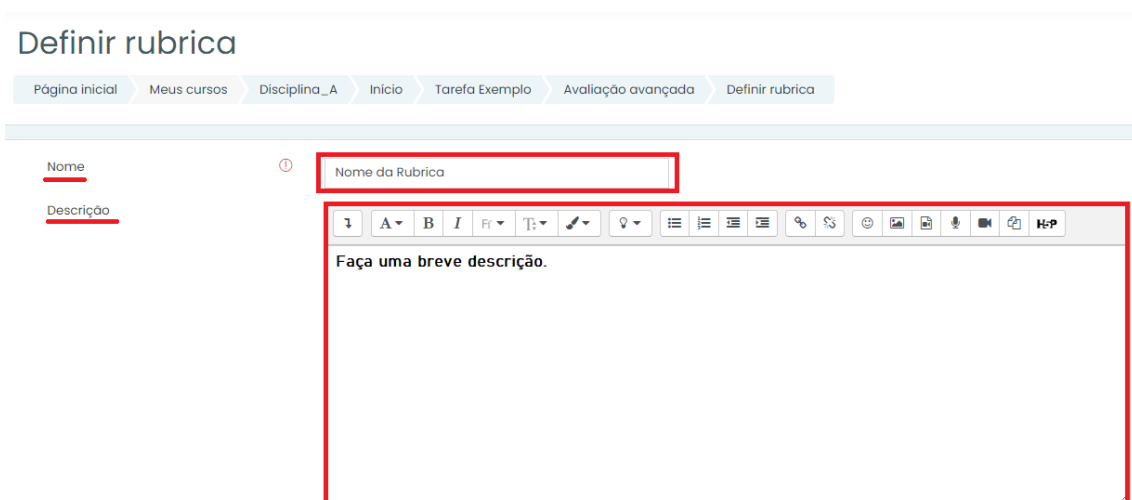 Definir rubrica
Página inicial Meus cursos Disciplina_A Início Tarefa Exemplo Avaliação avançada Definir rubrica
Nome
Nome da Rubrica
Descrição
A B I Ff T H5P
Faça uma breve descrição.